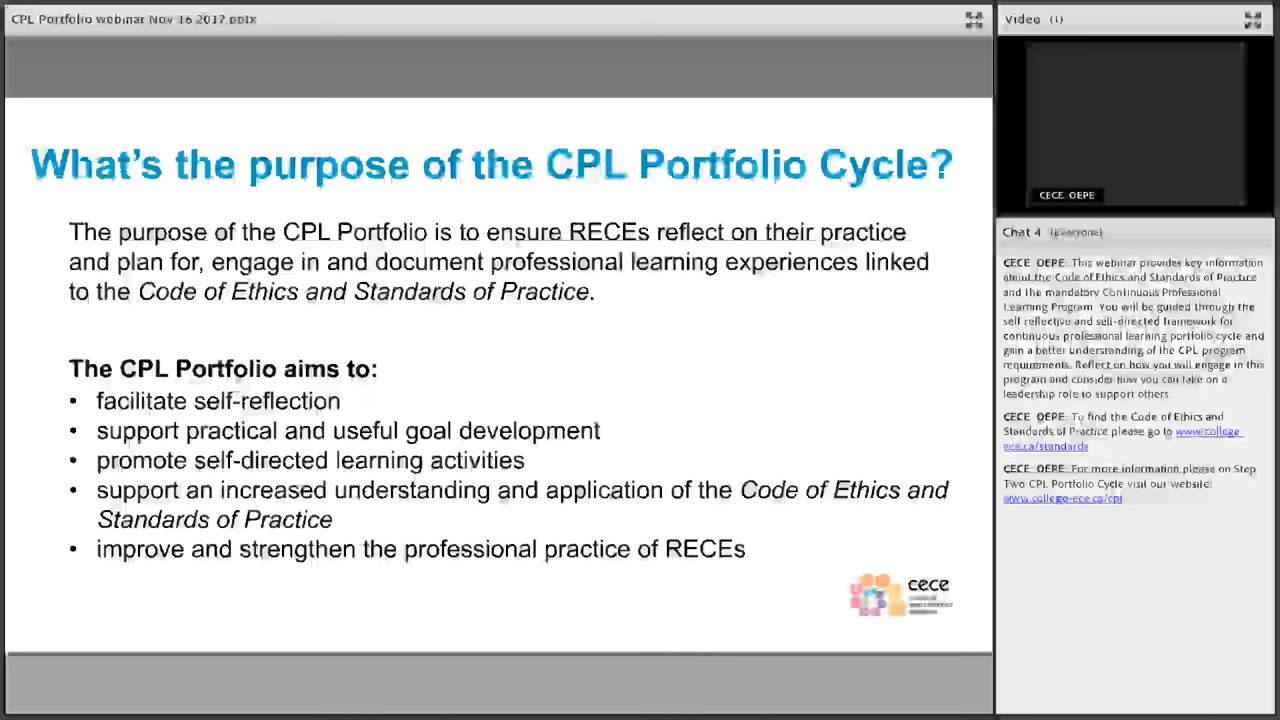 CPL Portfolio webinar Nov 16 2017.pptx
What's the purpose of the CPL Portfolio Cycle?
The purpose of the CPL Portfolio is to ensure RECEs reflect on their practice
and plan for, engage in and document professional learning experiences linked
to the Code of Ethics and Standards of Practice.
The CPL Portfolio aims to:
• facilitate self-reflection
• support practical and useful goal development
• promote self-directed learning activities
• support an increased understanding and application of the Code of Ethics and
Standards of Practice
• improve and strengthen the professional practice of RECEs
cece
Video (1)
CECE OEPE
Chat 4 (Everyone)
CECE OEPE: This webinar provides key information
about the Code of Ethics and Standards of Practice
and the mandatory Continuous Professional
Learning Program. You will be guided through the
self reflective and self-directed framework for
continuous professional learning portfolio cycle and
gain a better understanding of the CPL program
requirements. Reflect on how you will engage in this
program and consider how you can take on a
leadership role to support others.
CECE OEPE: To find the Code of Ethics and
Standards of Practice please go to www.college-
ece.ca/standards
CECE OEPE: For more information please on Step
Two CPL Portfolio Cycle visit our website:
www.college-ece.ca/cpl